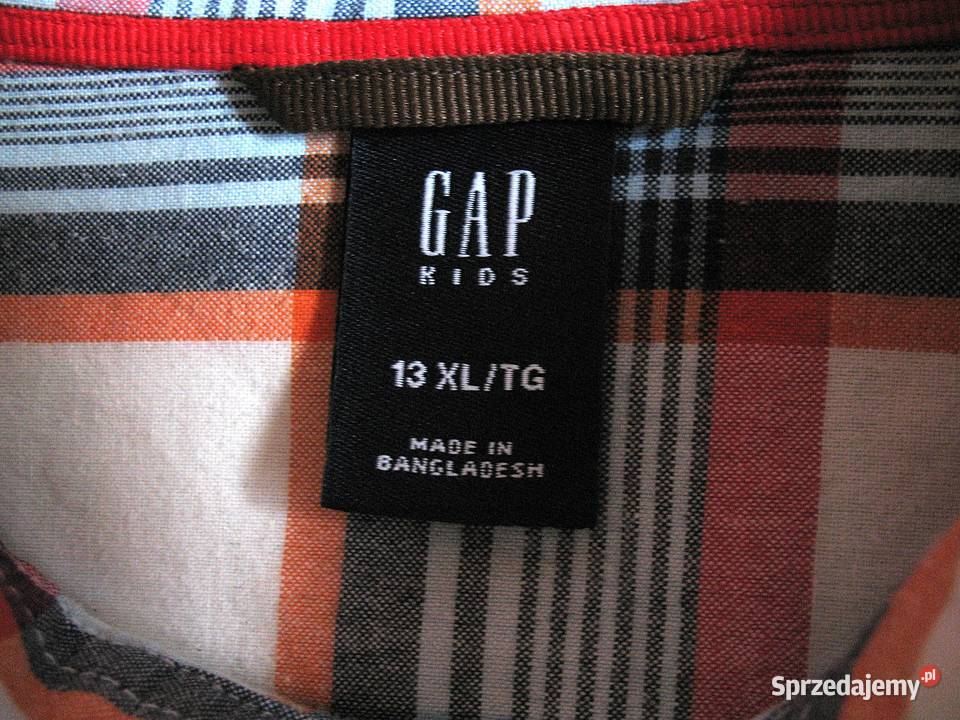 GAP
KIDS
13 XL/TG
MADE IN
BANGLADESH
Sprzedajemy.pl